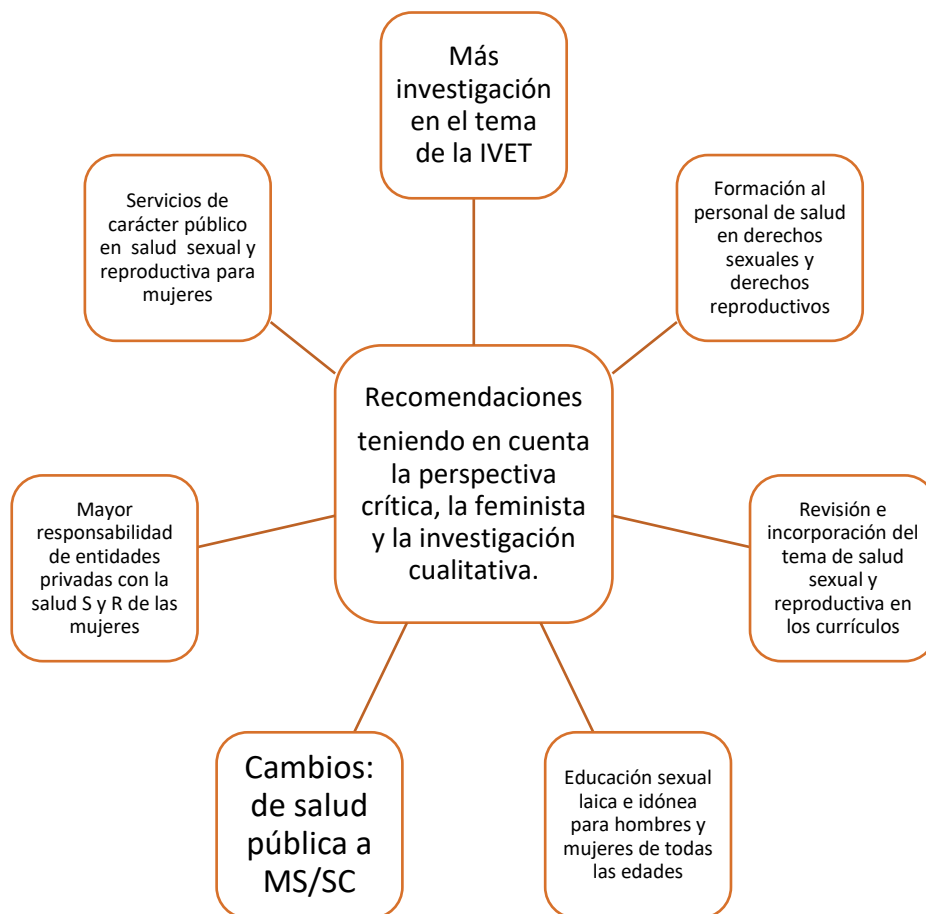 Más
investigación
en el tema
de la IVET
Formación al
personal de salud
en derechos
sexuales y
derechos
reproductivos
Revisión e
incorporación del
tema de salud
sexual y
reproductiva en
los currículos
Educación sexual
laica e idónea
para hombres y
mujeres de todas
las edades
Cambios:
de salud
pública a
MS/SC
Mayor
responsabilidad
de entidades
privadas con la
salud S y R de las
mujeres
Servicios de
carácter público
en salud sexual y
reproductiva para
mujeres
Recomendaciones
teniendo en cuenta
la perspectiva
crítica, la feminista
y la investigación
cualitativa.